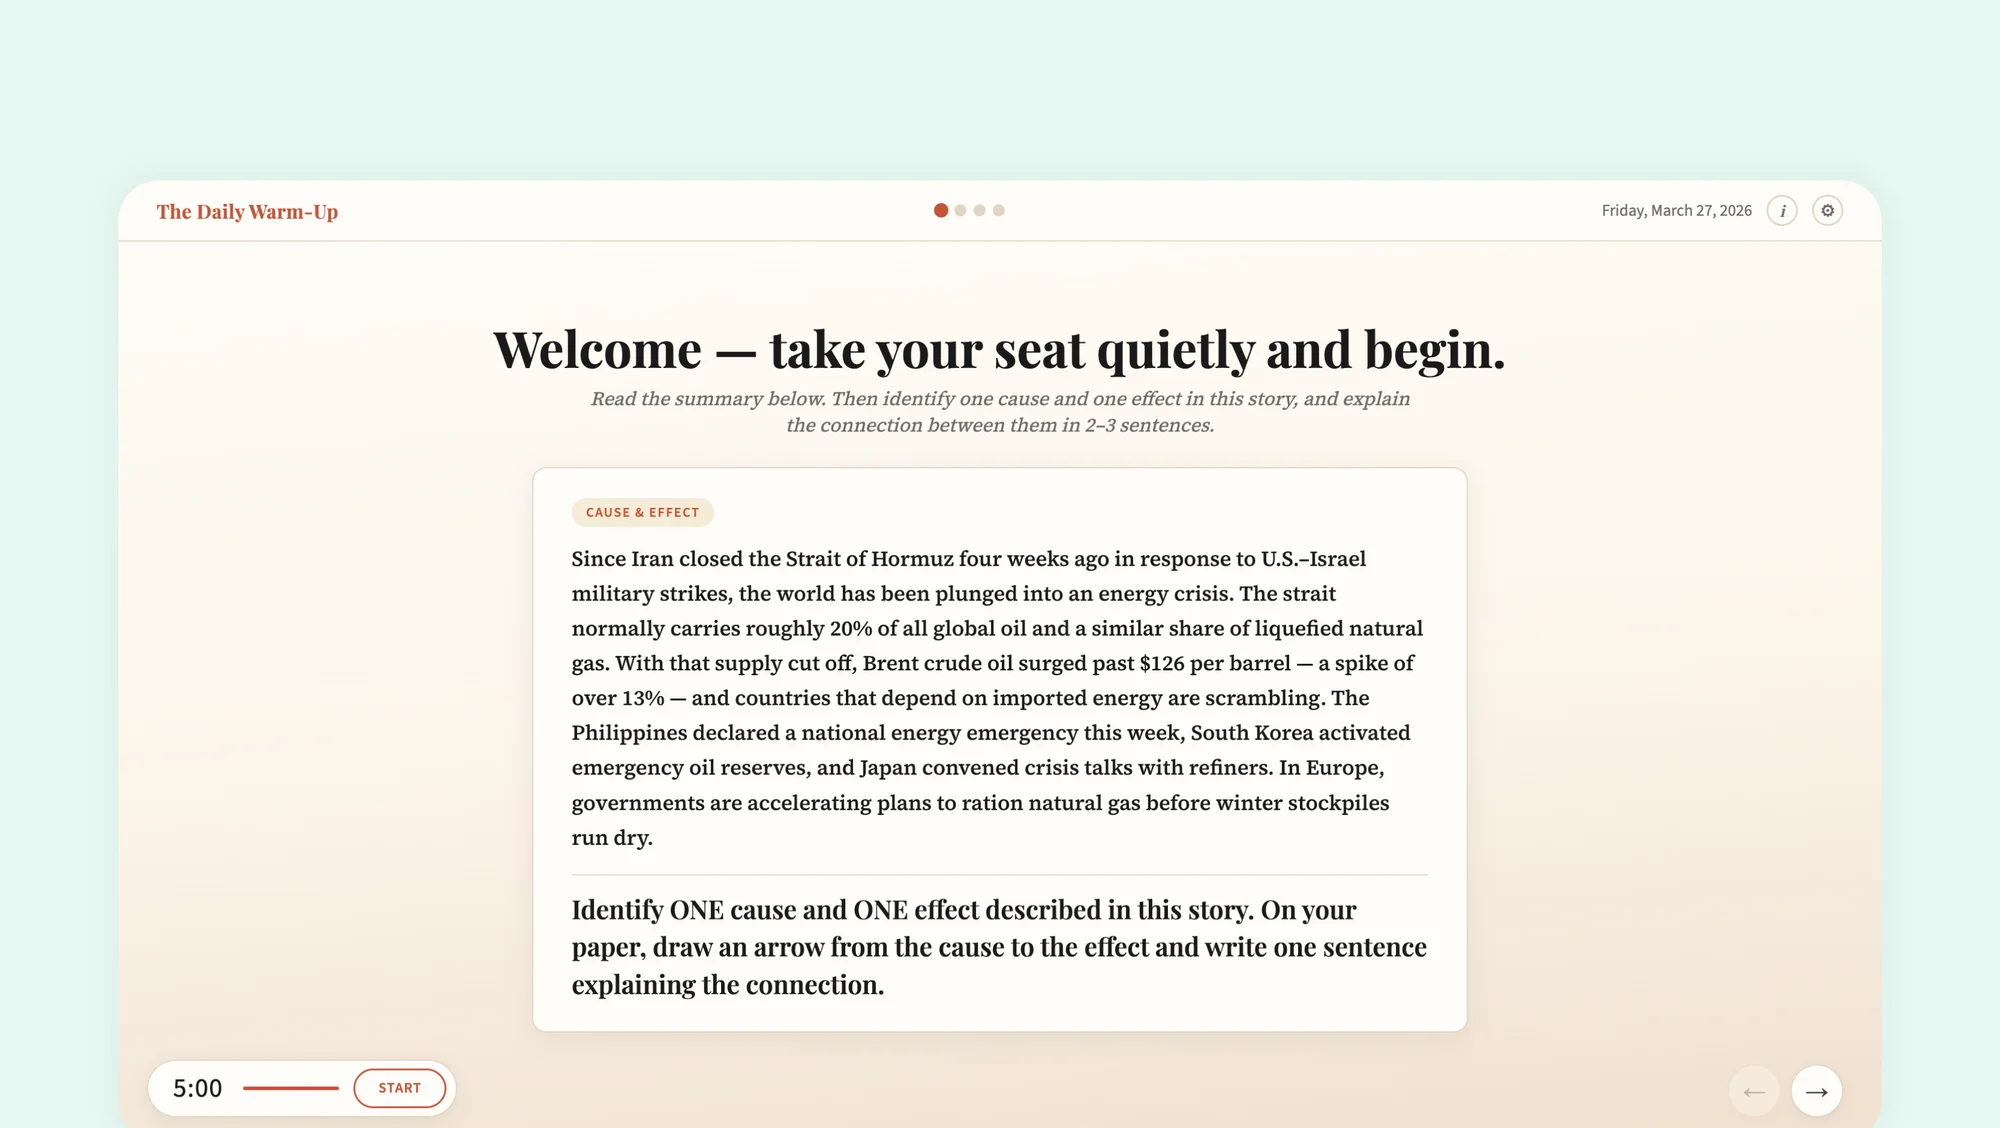 The Daily Warm-Up
Friday, March 27, 2026
i
Welcome — take your seat quietly and begin.
Read the summary below. Then identify one cause and one effect in this story, and explain
the connection between them in 2–3 sentences.
CAUSE & EFFECT
Since Iran closed the Strait of Hormuz four weeks ago in response to U.S.–Israel
military strikes, the world has been plunged into an energy crisis. The strait
normally carries roughly 20% of all global oil and a similar share of liquefied natural
gas. With that supply cut off, Brent crude oil surged past $126 per barrel — a spike of
over 13% — and countries that depend on imported energy are scrambling. The
Philippines declared a national energy emergency this week, South Korea activated
emergency oil reserves, and Japan convened crisis talks with refiners. In Europe,
governments are accelerating plans to ration natural gas before winter stockpiles
run dry.
Identify ONE cause and ONE effect described in this story. On your
paper, draw an arrow from the cause to the effect and write one sentence
explaining the connection.
5:00
START
← →